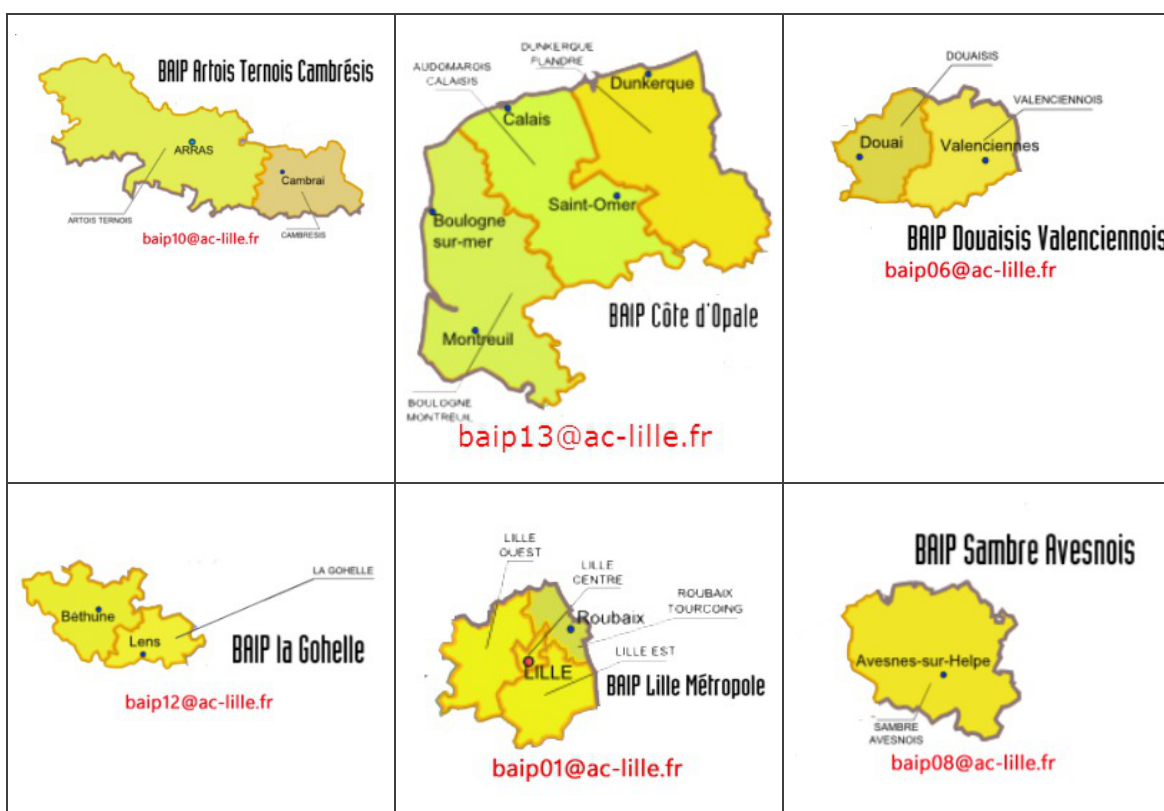 BAIP Artois Ternois Cambrésis
ARRAS
Cambrai
ARTOIS TERNOIS
CAMBRESIS
baip10@ac-lille.fr
DUNKERQUE
FLANDRE
AUDOMAROIS
CALAISIS
Dunkerque
Calais
Saint-Omer
Boulogne
sur-mer
BAIP Côte d'Opale
Montreuil
BOULOGNE
MONTREUIL
baip13@ac-lille.fr
DOUAISIS
VALENCIENNOIS
Douai
Valenciennes
BAIP Douaisis Valenciennois
baip06@ac-lille.fr
LA GOHELLE
Béthune
Lens
BAIP la Gohelle
baip12@ac-lille.fr
LILLE
OUEST
LILLE
CENTRE
ROUBAIX
TOURCOING
Roubaix
LILLE EST
LILLE
BAIP Lille Métropole
baip01@ac-lille.fr
BAIP Sambre Avesnois
Avesnes-sur-Helpe
SAMBRE
AVESNOIS
baip08@ac-lille.fr